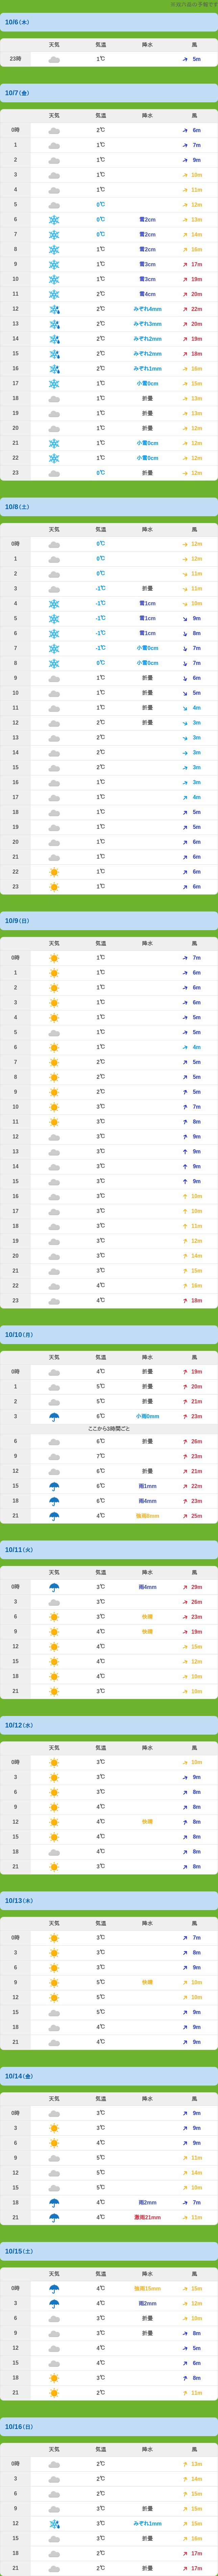 10/6(木)
天気 気温 降水 風
23時 1℃ 5m
10/7(金)
天気 気温 降水 風
0時 2℃ 6m
1 1℃ 7m
2 1℃ 9m
3 1℃ 10m
4 1℃ 11m
5 0℃ 12m
6 0℃ 雪2cm 13m
7 0℃ 雪2cm 14m
8 1℃ 雪2cm 16m
9 1℃ 雪3cm 17m
10 1℃ 雪3cm 19m
11 2℃ 雪4cm 20m
12 2℃ みぞれ4mm 22m
13 2℃ みぞれ3mm 20m
14 2℃ みぞれ2mm 19m
15 2℃ みぞれ2mm 18m
16 2℃ みぞれ1mm 16m
17 1℃ 小雪0cm 15m
18 1℃ 折曇 13m
19 1℃ 折曇 13m
20 1℃ 折曇 12m
21 1℃ 小雪0cm 12m
22 1℃ 小雪0cm 12m
23 0℃ 折曇 12m
10/8(土)
天気 気温 降水 風
0時 0℃ 12m
1 0℃ 12m
2 0℃ 11m
3 -1℃ 折曇 11m
4 -1℃ 雪1cm 10m
5 -1℃ 雪1cm 9m
6 -1℃ 雪1cm 8m
7 -1℃ 小雪0cm 7m
8 0℃ 小雪0cm 7m
9 1℃ 折曇 6m
10 1℃ 折曇 5m
11 1℃ 折曇 4m
12 2℃ 折曇 3m
13 2℃ 3m
14 2℃ 3m
15 2℃ 3m
16 1℃ 3m
17 1℃ 4m
18 1℃ 5m
19 1℃ 5m
20 1℃ 6m
21 1℃ 6m
22 1℃ 6m
23 1℃ 6m
10/9(日)
天気 気温 降水 風
0時 1℃ 7m
1 1℃ 6m
2 1℃ 6m
3 1℃ 6m
4 1℃ 5m
5 1℃ 5m
6 1℃ 4m
7 2℃ 5m
8 2℃ 5m
9 2℃ 5m
10 3℃ 7m
11 3℃ 8m
12 3℃ 9m
13 3℃ 9m
14 3℃ 9m
15 3℃ 9m
16 3℃ 10m
17 3℃ 10m
18 3℃ 11m
19 3℃ 12m
20 3℃ 14m
21 3℃ 15m
22 4℃ 16m
23 4℃ 18m
10/10(月)
天気 気温 降水 風
0時 4℃ 折曇 19m
1 5℃ 折曇 20m
2 5℃ 折曇 21m
3 6℃ 小雨0mm 23m
ここから3時間ごと
6 6℃ 折曇 26m
9 7℃ 23m
12 6℃ 折曇 21m
15 6℃ 雨1mm 22m
18 6℃ 雨4mm 23m
21 4℃ 強雨8mm 25m
10/11(火)
天気 気温 降水 風
0時 3℃ 雨4mm 29m
3 3℃ 26m
6 3℃ 快晴 23m
9 4℃ 快晴 19m
12 4℃ 15m
15 4℃ 12m
18 4℃ 10m
21 3℃ 10m
10/12(水)
天気 気温 降水 風
0時 3℃ 10m
3 3℃ 9m
6 3℃ 8m
9 4℃ 8m
12 4℃ 快晴 8m
15 4℃ 8m
18 4℃ 8m
21 3℃ 8m
10/13(木)
天気 気温 降水 風
0時 3℃ 7m
3 3℃ 8m
6 3℃ 9m
9 5℃ 快晴 10m
12 5℃ 10m
15 5℃ 9m
18 4℃ 9m
21 4℃ 9m
10/14(金)
天気 気温 降水 風
0時 3℃ 9m
3 3℃ 9m
6 4℃ 9m
9 5℃ 11m
12 5℃ 14m
15 5℃ 10m
18 4℃ 雨2mm 7m
21 4℃ 激雨21mm 11m
10/15(土)
天気 気温 降水 風
0時 4℃ 強雨15mm 15m
3 4℃ 雨2mm 12m
6 3℃ 折曇 10m
9 3℃ 折曇 8m
12 4℃ 5m
15 4℃ 6m
18 3℃ 8m
21 2℃ 11m
10/16(日)
天気 気温 降水 風
0時 2℃ 13m
3 2℃ 14m
6 2℃ 15m
9 3℃ 折曇 15m
12 3℃ みぞれ1mm 15m
15 3℃ 折曇 16m
18 2℃ 17m
21 2℃ 折曇 17m